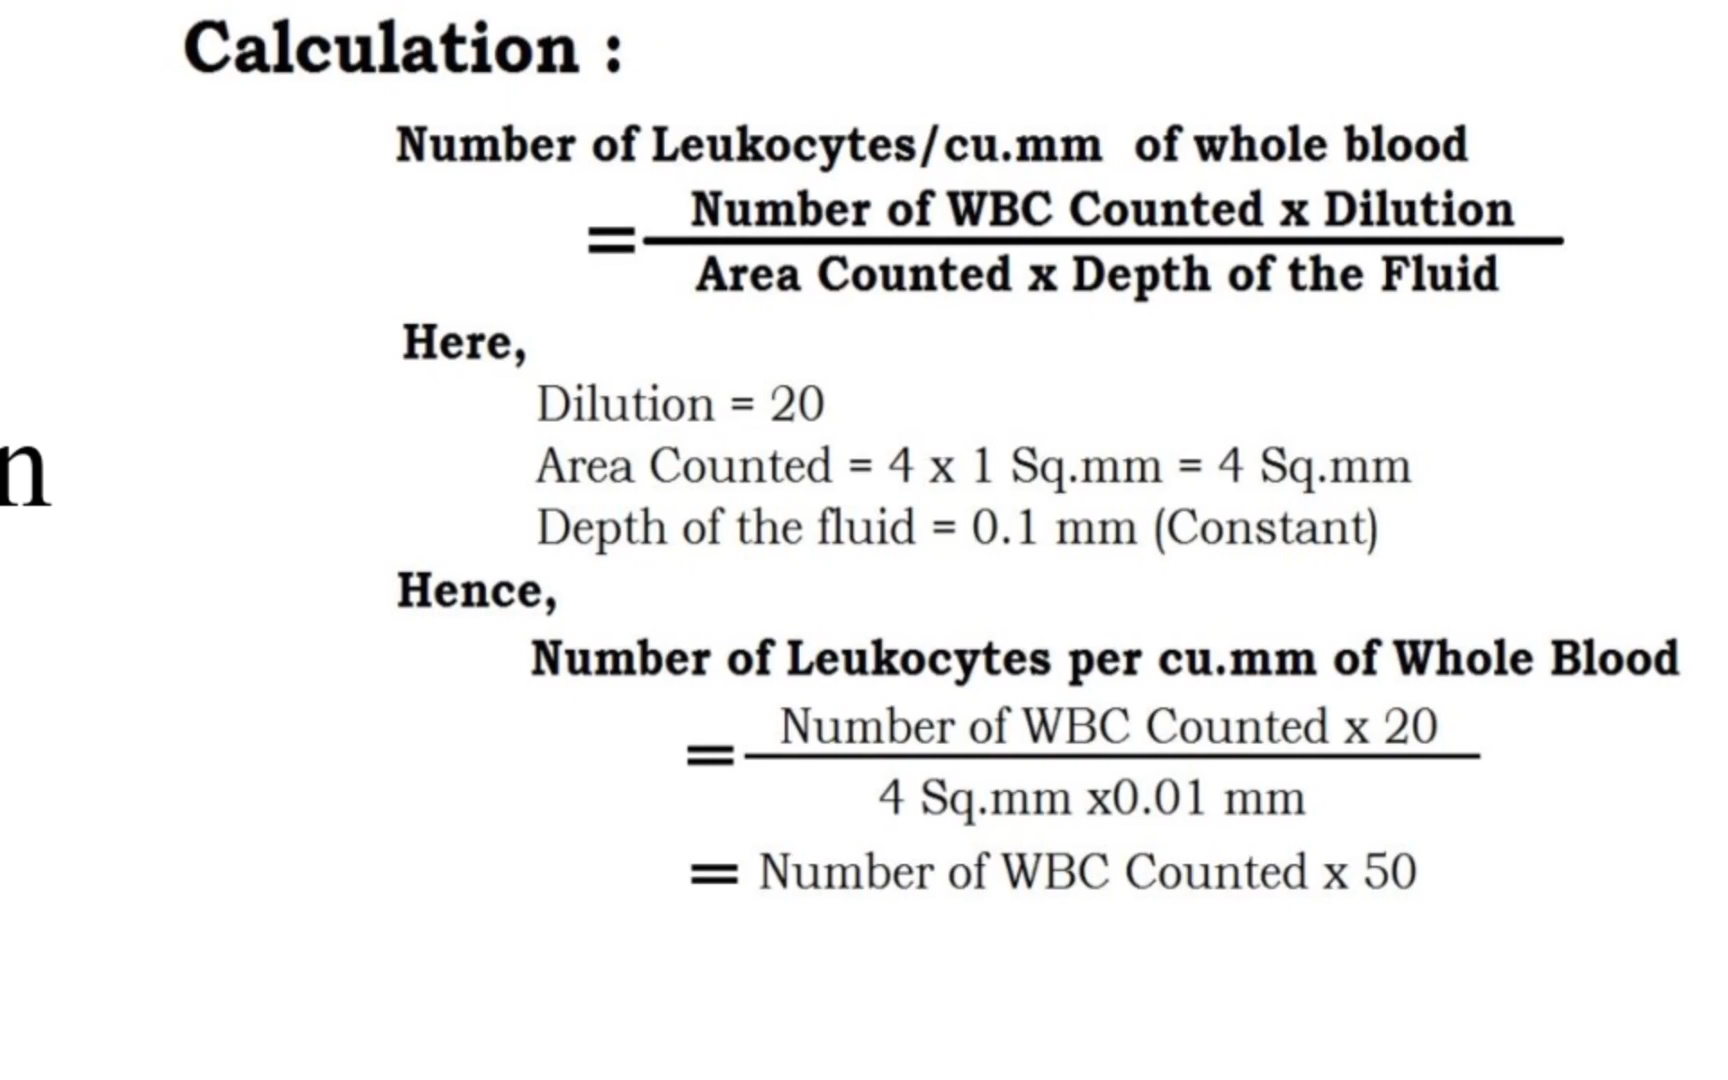 Calculation :
Number of Leukocytes/cu.mm of whole blood
= Number of WBC Counted x Dilution
Area Counted x Depth of the Fluid
Here,
Dilution = 20
n
Area Counted = 4 x 1 Sq.mm = 4 Sq.mm
Depth of the fluid = 0.1 mm (Constant)
Hence,
Number of Leukocytes per cu.mm of Whole Blood
= Number of WBC Counted x 20
4 Sq.mm x0.01 mm
= Number of WBC Counted x 50